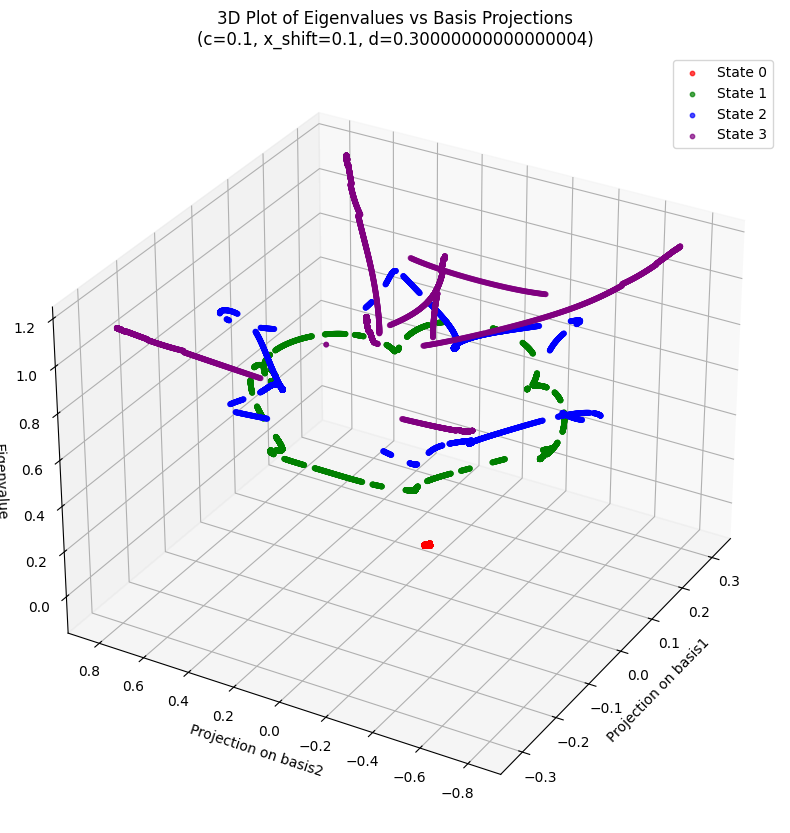 3D Plot of Eigenvalues vs Basis Projections
(c=0.1, x_shift=0.1, d=0.30000000000000004)
State 0
State 1
State 2
State 3
1.2
1.0
0.8
0.6
0.4
0.2
0.0
Eigenvalue
0.8
0.6
0.4
0.2
0.0
−0.2
−0.4
−0.6
−0.8
Projection on basis2
0.3
0.2
0.1
0.0
−0.1
−0.2
−0.3
Projection on basis1